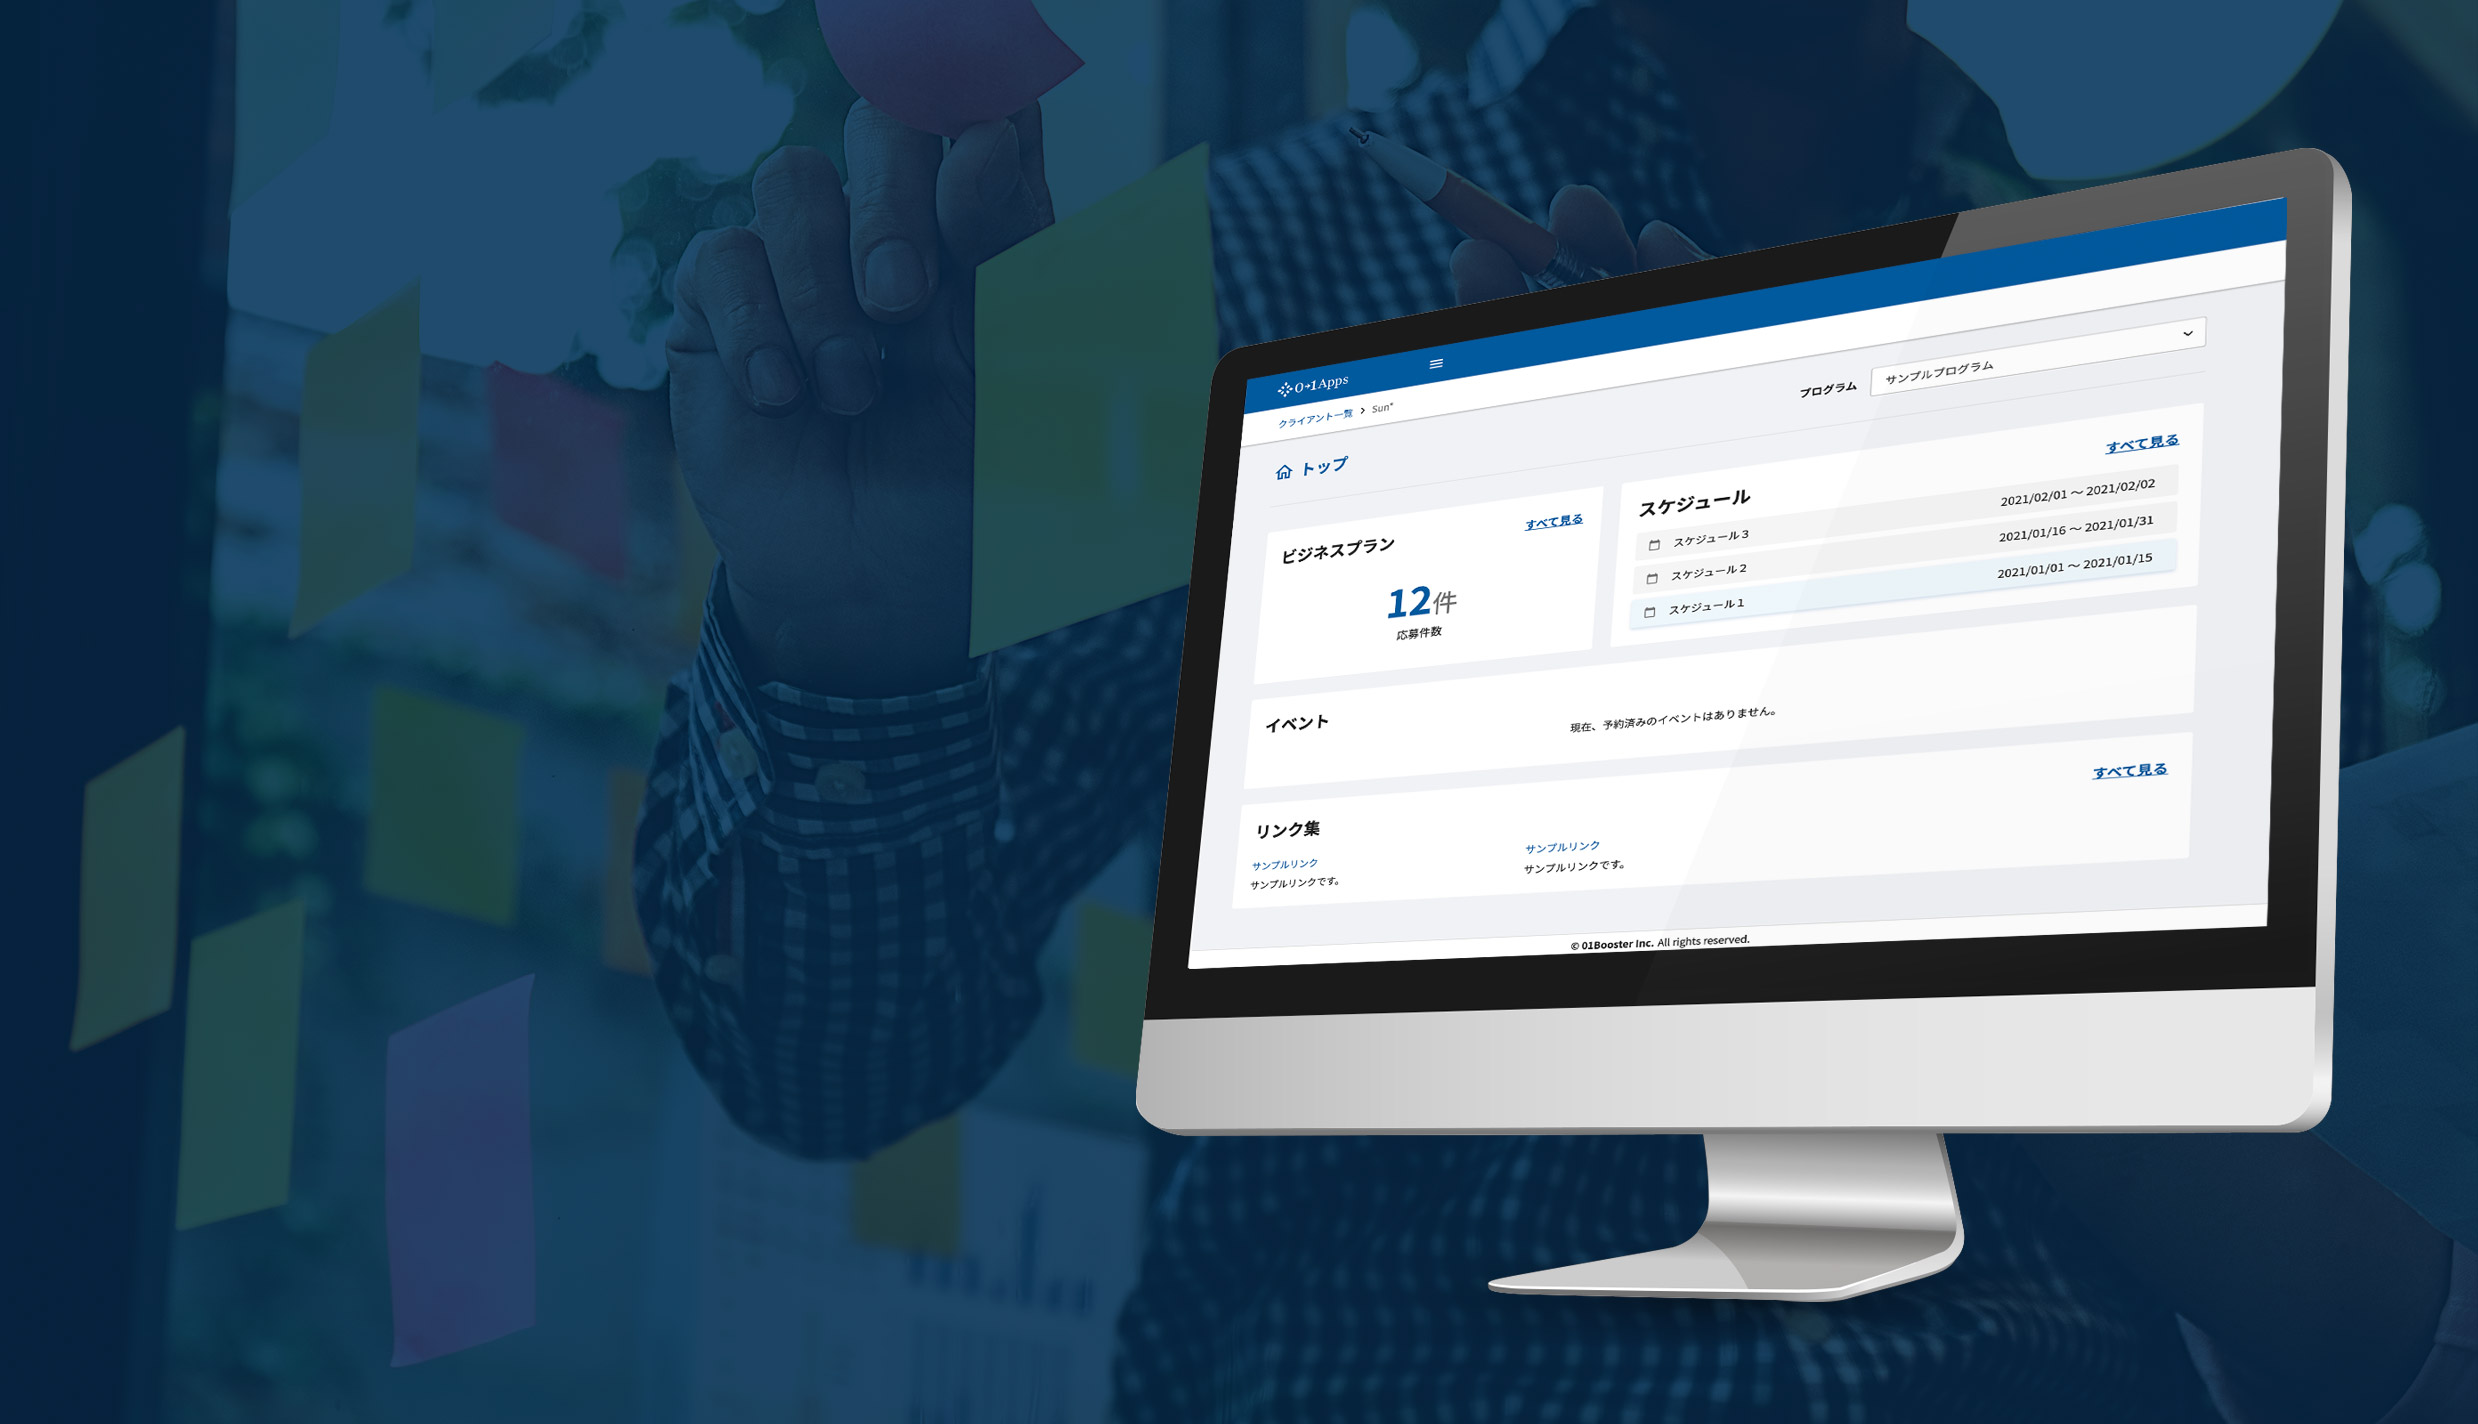 0→1Apps
クライアント一覧 > Sun*
プログラム サンプルプログラム
トップ
ビジネスプラン すべて見る
12件
応募件数
スケジュール すべて見る
スケジュール３ 2021/02/01 〜 2021/02/02
スケジュール２ 2021/01/16 〜 2021/01/31
スケジュール１ 2021/01/01 〜 2021/01/15
イベント
現在、予約済みのイベントはありません。
リンク集 すべて見る
サンプルリンク サンプルリンク
サンプルリンクです。 サンプルリンクです。
© 01Booster Inc. All rights reserved.